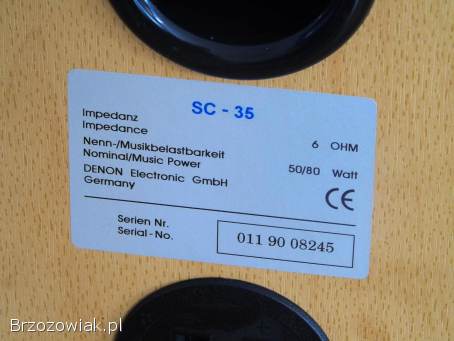 SC - 35
Impedanz
Impedance 6 OHM
Nenn-/Musikbelastbarkeit
Nominal/Music Power 50/80 Watt
DENON Electronic GmbH
Germany CE
Serien Nr.
Serial-No. 011 90 08245
Brzozowiak.pl